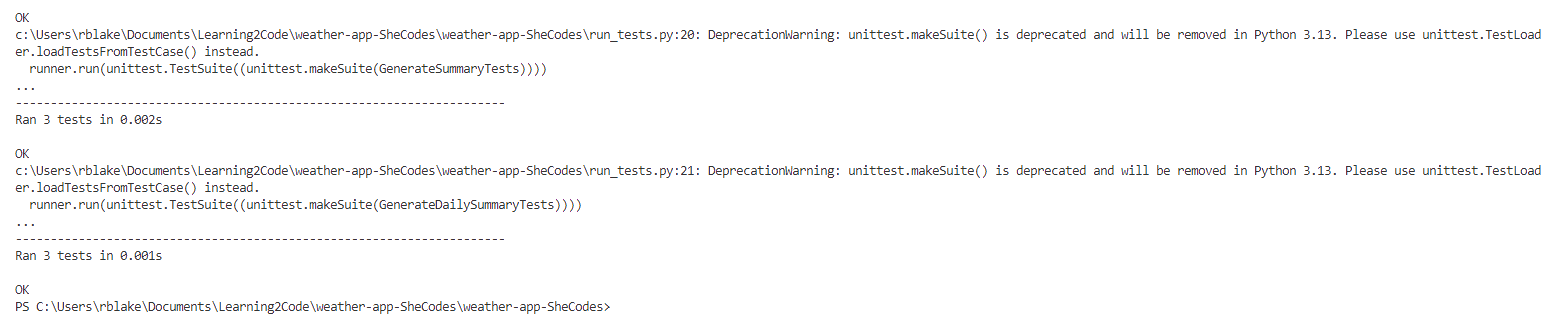 OK
c:\Users\rblake\Documents\Learning2Code\weather-app-SheCodes\weather-app-SheCodes\run_tests.py:20: DeprecationWarning: unittest.makeSuite() is deprecated and will be removed in Python 3.13. Please use unittest.TestLoad
er.loadTestsFromTestCase() instead.
  runner.run(unittest.TestSuite((unittest.makeSuite(GenerateSummaryTests))))
...
----------------------------------------------------------------------
Ran 3 tests in 0.002s

OK
c:\Users\rblake\Documents\Learning2Code\weather-app-SheCodes\weather-app-SheCodes\run_tests.py:21: DeprecationWarning: unittest.makeSuite() is deprecated and will be removed in Python 3.13. Please use unittest.TestLoad
er.loadTestsFromTestCase() instead.
  runner.run(unittest.TestSuite((unittest.makeSuite(GenerateDailySummaryTests))))
...
----------------------------------------------------------------------
Ran 3 tests in 0.001s

OK
PS C:\Users\rblake\Documents\Learning2Code\weather-app-SheCodes\weather-app-SheCodes>